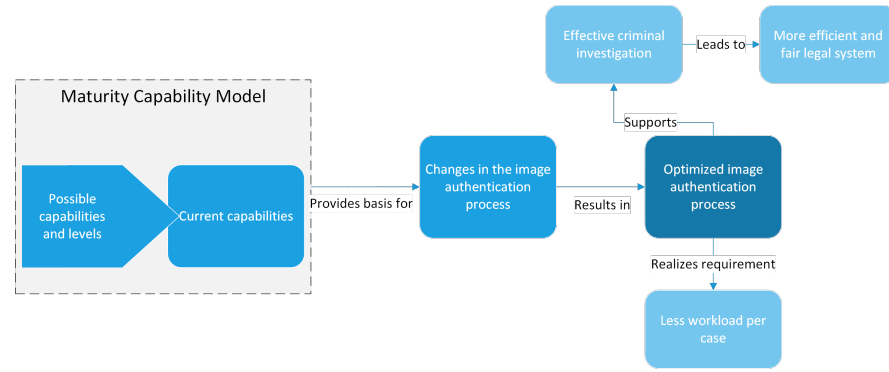 Effective criminal
investigation
Leads to
More efficient and
fair legal system
Maturity Capability Model
Supports
Possible
capabilities
and levels
Current capabilities
Provides basis for
Changes in the image
authentication
process
Results in
Optimized image
authentication
process
Realizes requirement
Less workload per
case